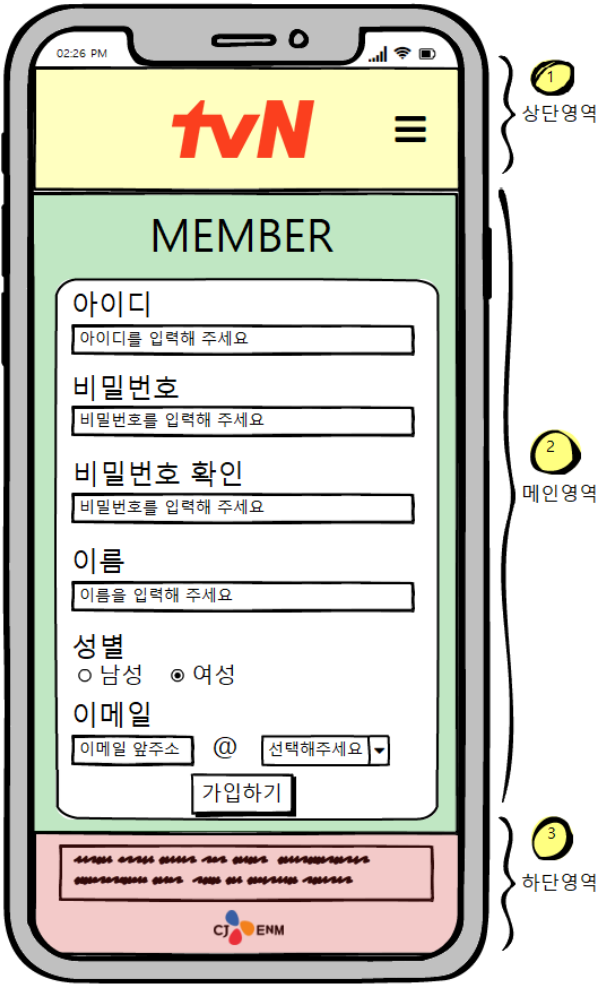 02:26 PM
tvN
MEMBER
아이디
아이디를 입력해 주세요
비밀번호
비밀번호를 입력해 주세요
비밀번호 확인
비밀번호를 입력해 주세요
이름
이름을 입력해 주세요
성별
남성 여성
이메일
이메일 앞주소 @ 선택해주세요
가입하기
CJ ENM
1
상단영역
2
메인영역
3
하단영역